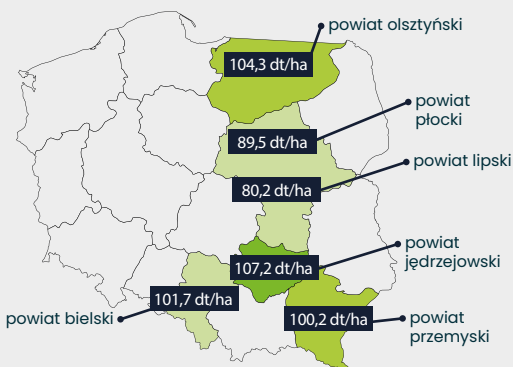 powiat olsztyński
104,3 dt/ha
powiat
płocki
89,5 dt/ha
powiat lipski
80,2 dt/ha
powiat
jędrzejowski
107,2 dt/ha
101,7 dt/ha
powiat bielski
100,2 dt/ha
powiat
przemyski